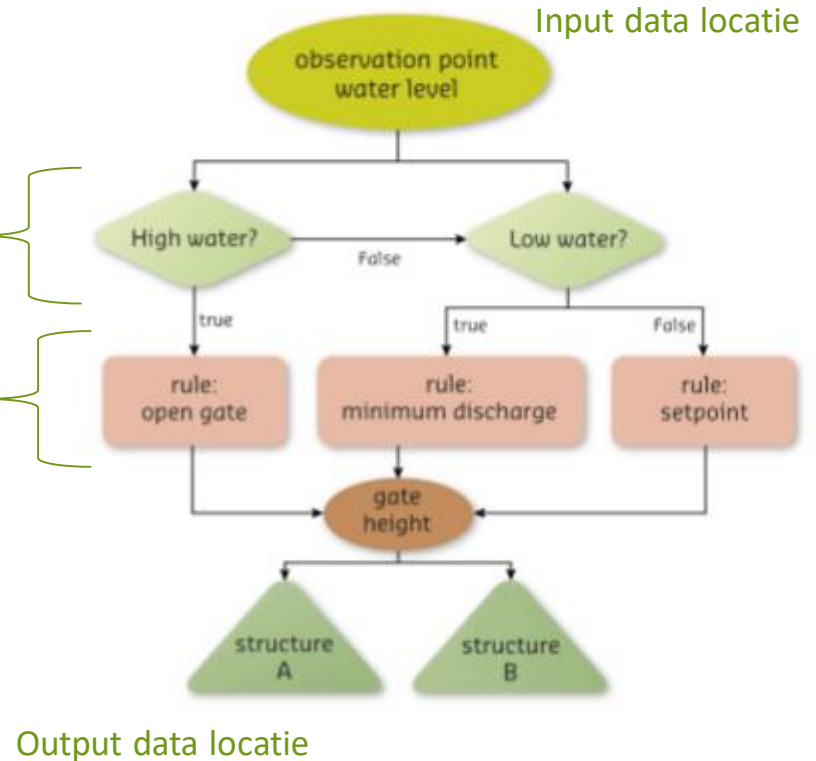 Input data locatie
observation point
water level
High water?
False
Low water?
true
true
False
rule:
open gate
rule:
minimum discharge
rule:
setpoint
gate
height
structure
A
structure
B
Output data locatie